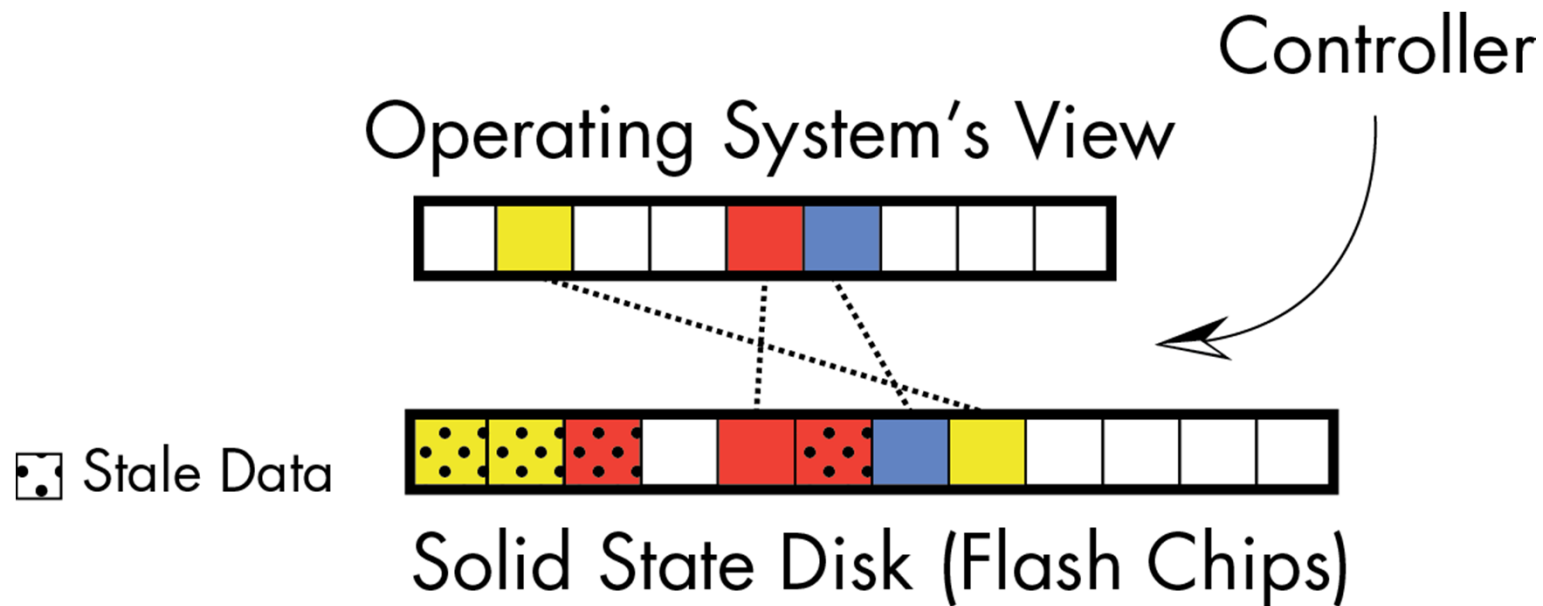 Controller
Operating System’s View
Stale Data
Solid State Disk (Flash Chips)